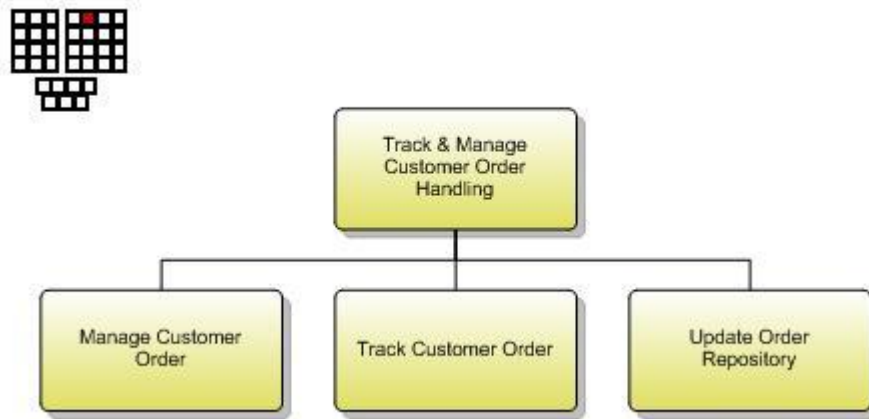 Track & Manage
Customer Order
Handling
Manage Customer
Order
Track Customer Order
Update Order
Repository